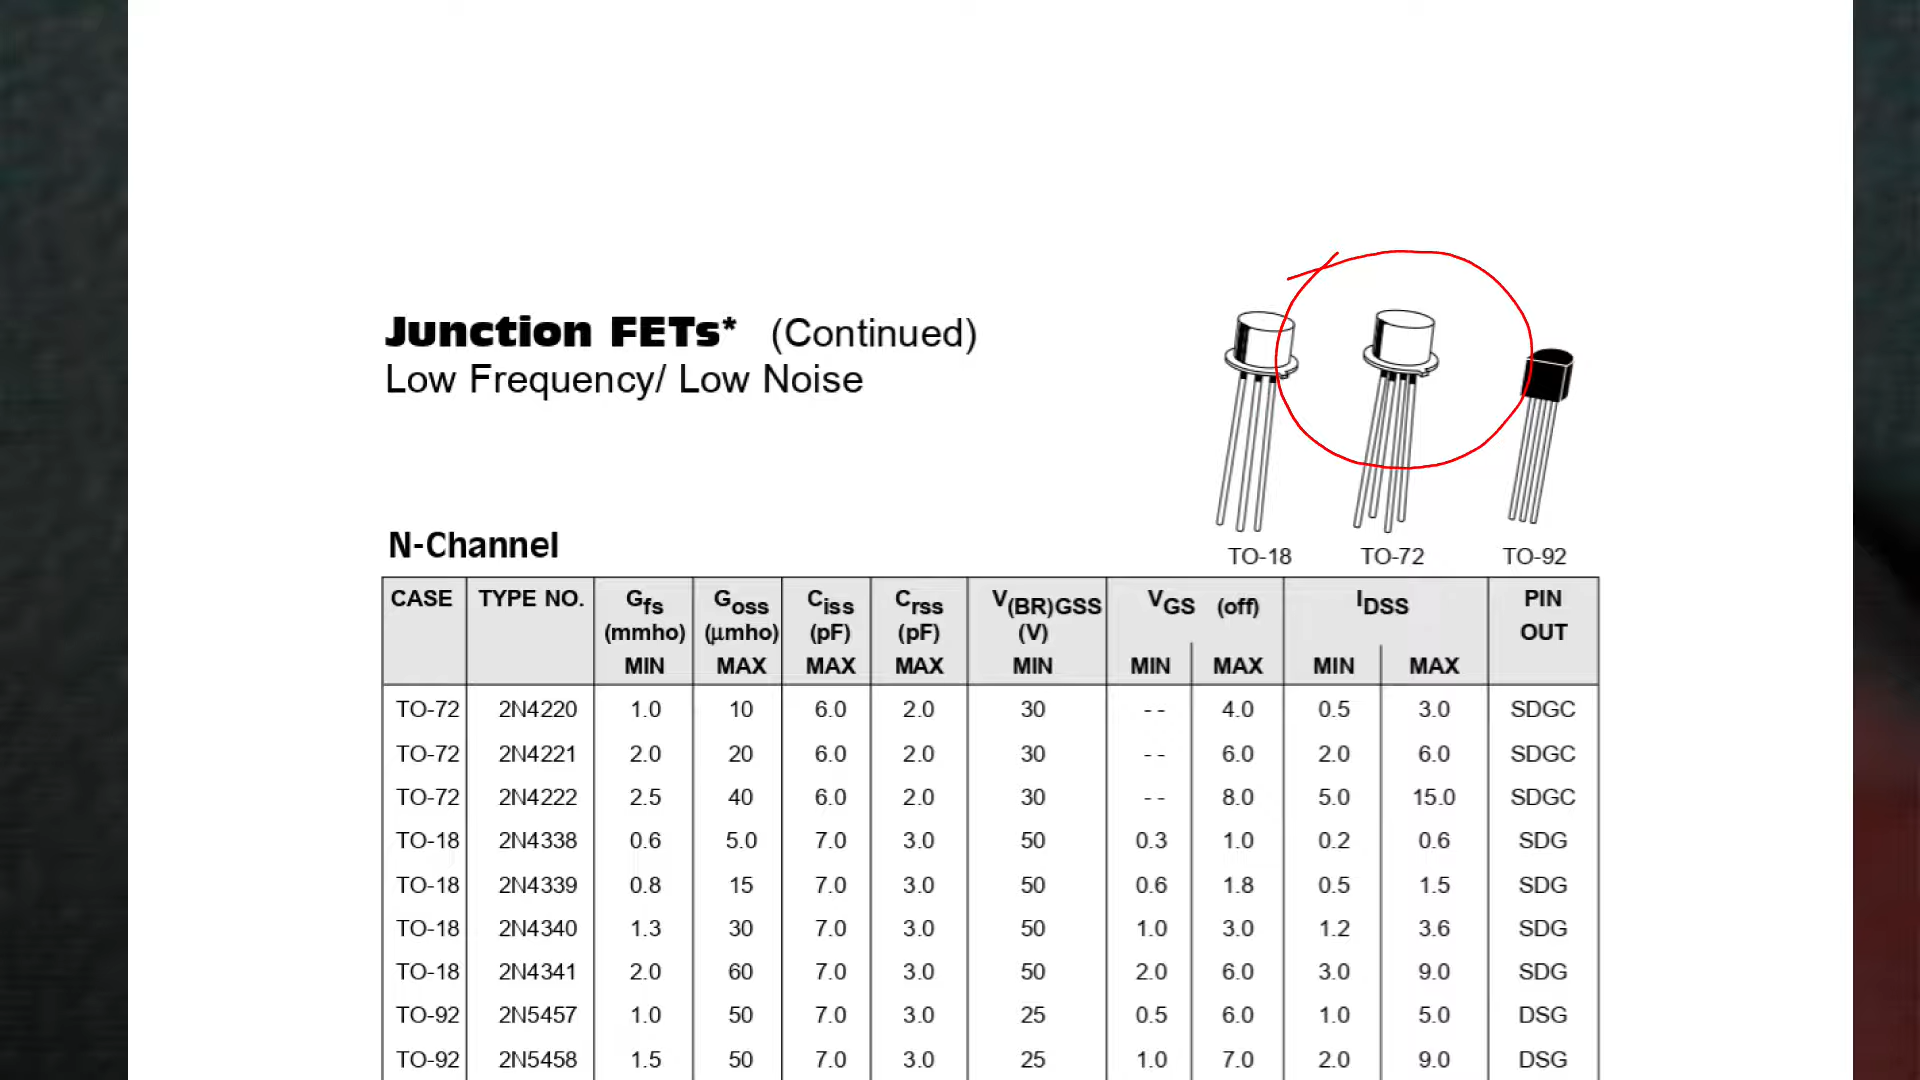 Junction FETs* (Continued)
Low Frequency/ Low Noise
TO-18 TO-72 TO-92
N-Channel
CASE TYPE NO. Gfs (mmho) MIN Goss (µmho) MAX Ciss (pF) MAX Crss (pF) MAX V(BR)GSS (V) MIN VGS (off) MIN MAX IDSS MIN MAX PIN OUT
TO-72 2N4220 1.0 10 6.0 2.0 30 - - 4.0 0.5 3.0 SDGC
TO-72 2N4221 2.0 20 6.0 2.0 30 - - 6.0 2.0 6.0 SDGC
TO-72 2N4222 2.5 40 6.0 2.0 30 - - 8.0 5.0 15.0 SDGC
TO-18 2N4338 0.6 5.0 7.0 3.0 50 0.3 1.0 0.2 0.6 SDG
TO-18 2N4339 0.8 15 7.0 3.0 50 0.6 1.8 0.5 1.5 SDG
TO-18 2N4340 1.3 30 7.0 3.0 50 1.0 3.0 1.2 3.6 SDG
TO-18 2N4341 2.0 60 7.0 3.0 50 2.0 6.0 3.0 9.0 SDG
TO-92 2N5457 1.0 50 7.0 3.0 25 0.5 6.0 1.0 5.0 DSG
TO-92 2N5458 1.5 50 7.0 3.0 25 1.0 7.0 2.0 9.0 DSG